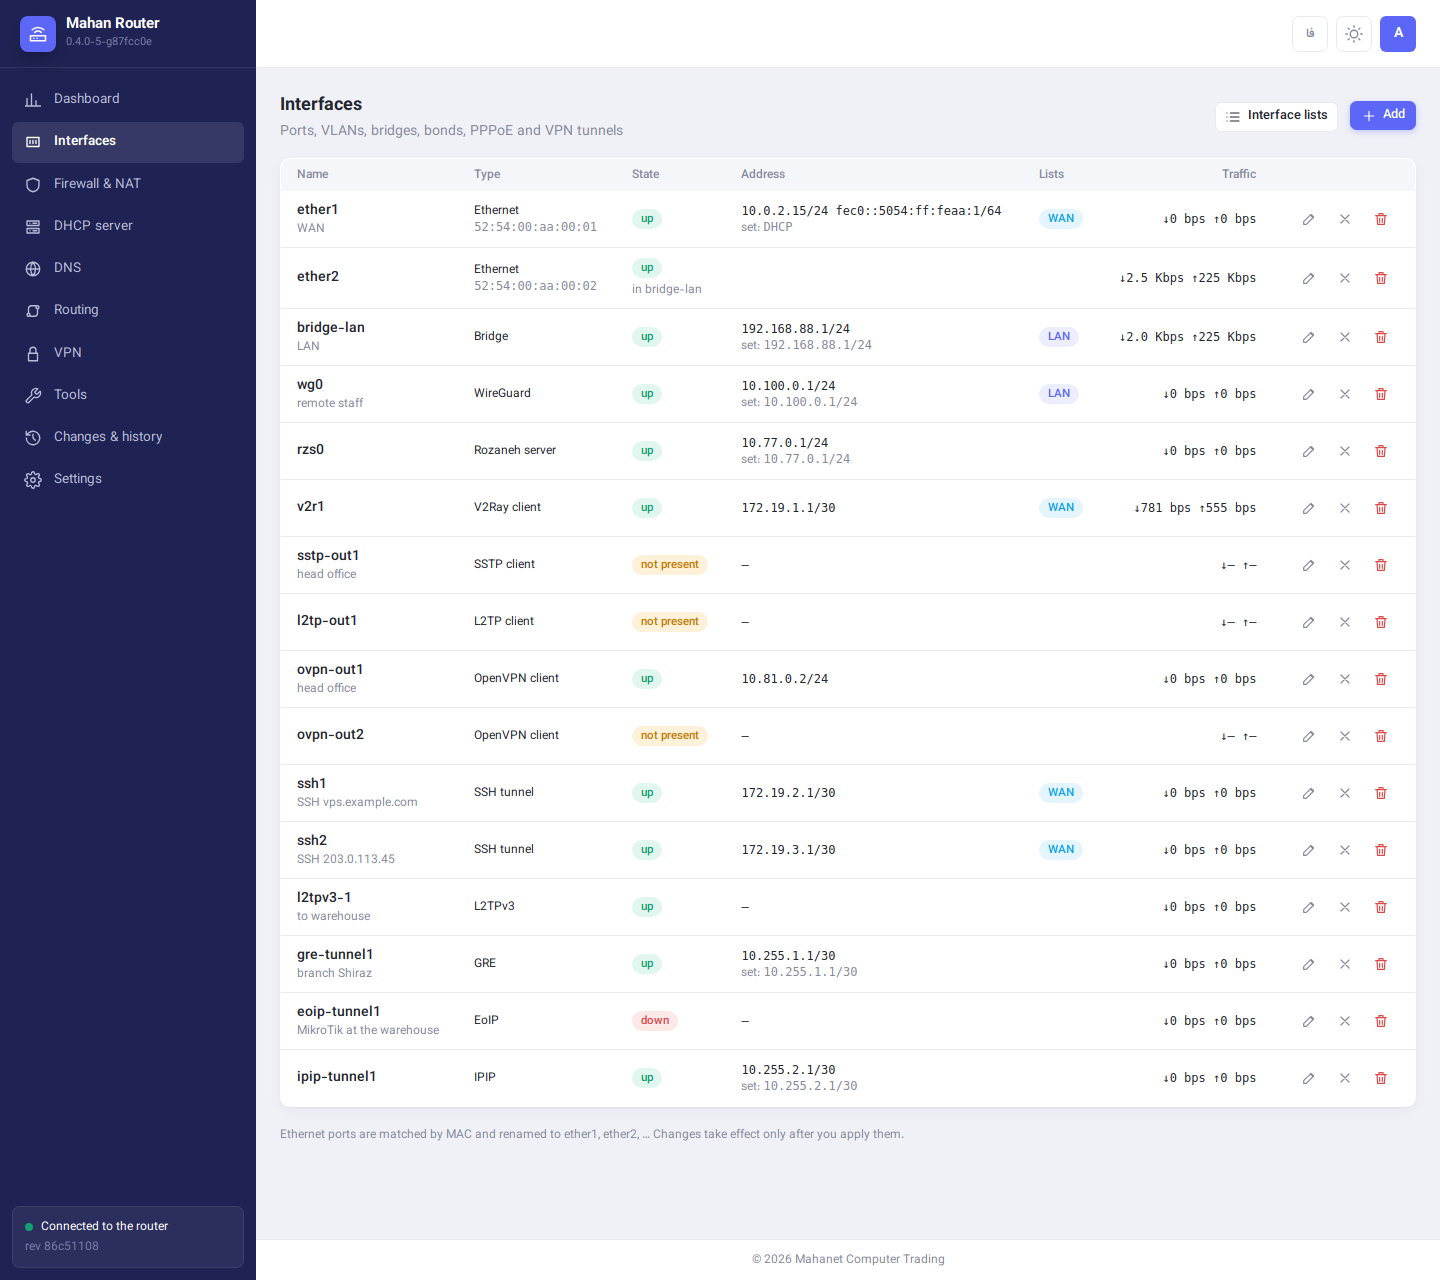 Mahan Router
0.4.0-5-g87fcc0e
Dashboard
Interfaces
Firewall & NAT
DHCP server
DNS
Routing
VPN
Tools
Changes & history
Settings
Connected to the router
rev 86c51108
فا
A
Interfaces
Ports, VLANs, bridges, bonds, PPPoE and VPN tunnels
Interface lists
Add
Name Type State Address Lists Traffic
ether1 Ethernet up 10.0.2.15/24 fec0::5054:ff:feaa:1/64 WAN ↓0 bps ↑0 bps
WAN 52:54:00:aa:00:01 set: DHCP
ether2 Ethernet up ↓2.5 Kbps ↑225 Kbps
52:54:00:aa:00:02 in bridge-lan
bridge-lan Bridge up 192.168.88.1/24 LAN ↓2.0 Kbps ↑225 Kbps
LAN set: 192.168.88.1/24
wg0 WireGuard up 10.100.0.1/24 LAN ↓0 bps ↑0 bps
remote staff set: 10.100.0.1/24
rzs0 Rozaneh server up 10.77.0.1/24 ↓0 bps ↑0 bps
set: 10.77.0.1/24
v2r1 V2Ray client up 172.19.1.1/30 WAN ↓781 bps ↑555 bps
sstp-out1 SSTP client not present — ↓— ↑—
head office
l2tp-out1 L2TP client not present — ↓— ↑—
ovpn-out1 OpenVPN client up 10.81.0.2/24 ↓0 bps ↑0 bps
head office
ovpn-out2 OpenVPN client not present — ↓— ↑—
ssh1 SSH tunnel up 172.19.2.1/30 WAN ↓0 bps ↑0 bps
SSH vps.example.com
ssh2 SSH tunnel up 172.19.3.1/30 WAN ↓0 bps ↑0 bps
SSH 203.0.113.45
l2tpv3-1 L2TPv3 up — ↓0 bps ↑0 bps
to warehouse
gre-tunnel1 GRE up 10.255.1.1/30 ↓0 bps ↑0 bps
branch Shiraz set: 10.255.1.1/30
eoip-tunnel1 EoIP down — ↓0 bps ↑0 bps
MikroTik at the warehouse
ipip-tunnel1 IPIP up 10.255.2.1/30 ↓0 bps ↑0 bps
set: 10.255.2.1/30
Ethernet ports are matched by MAC and renamed to ether1, ether2, … Changes take effect only after you apply them.
© 2026 Mahanet Computer Trading